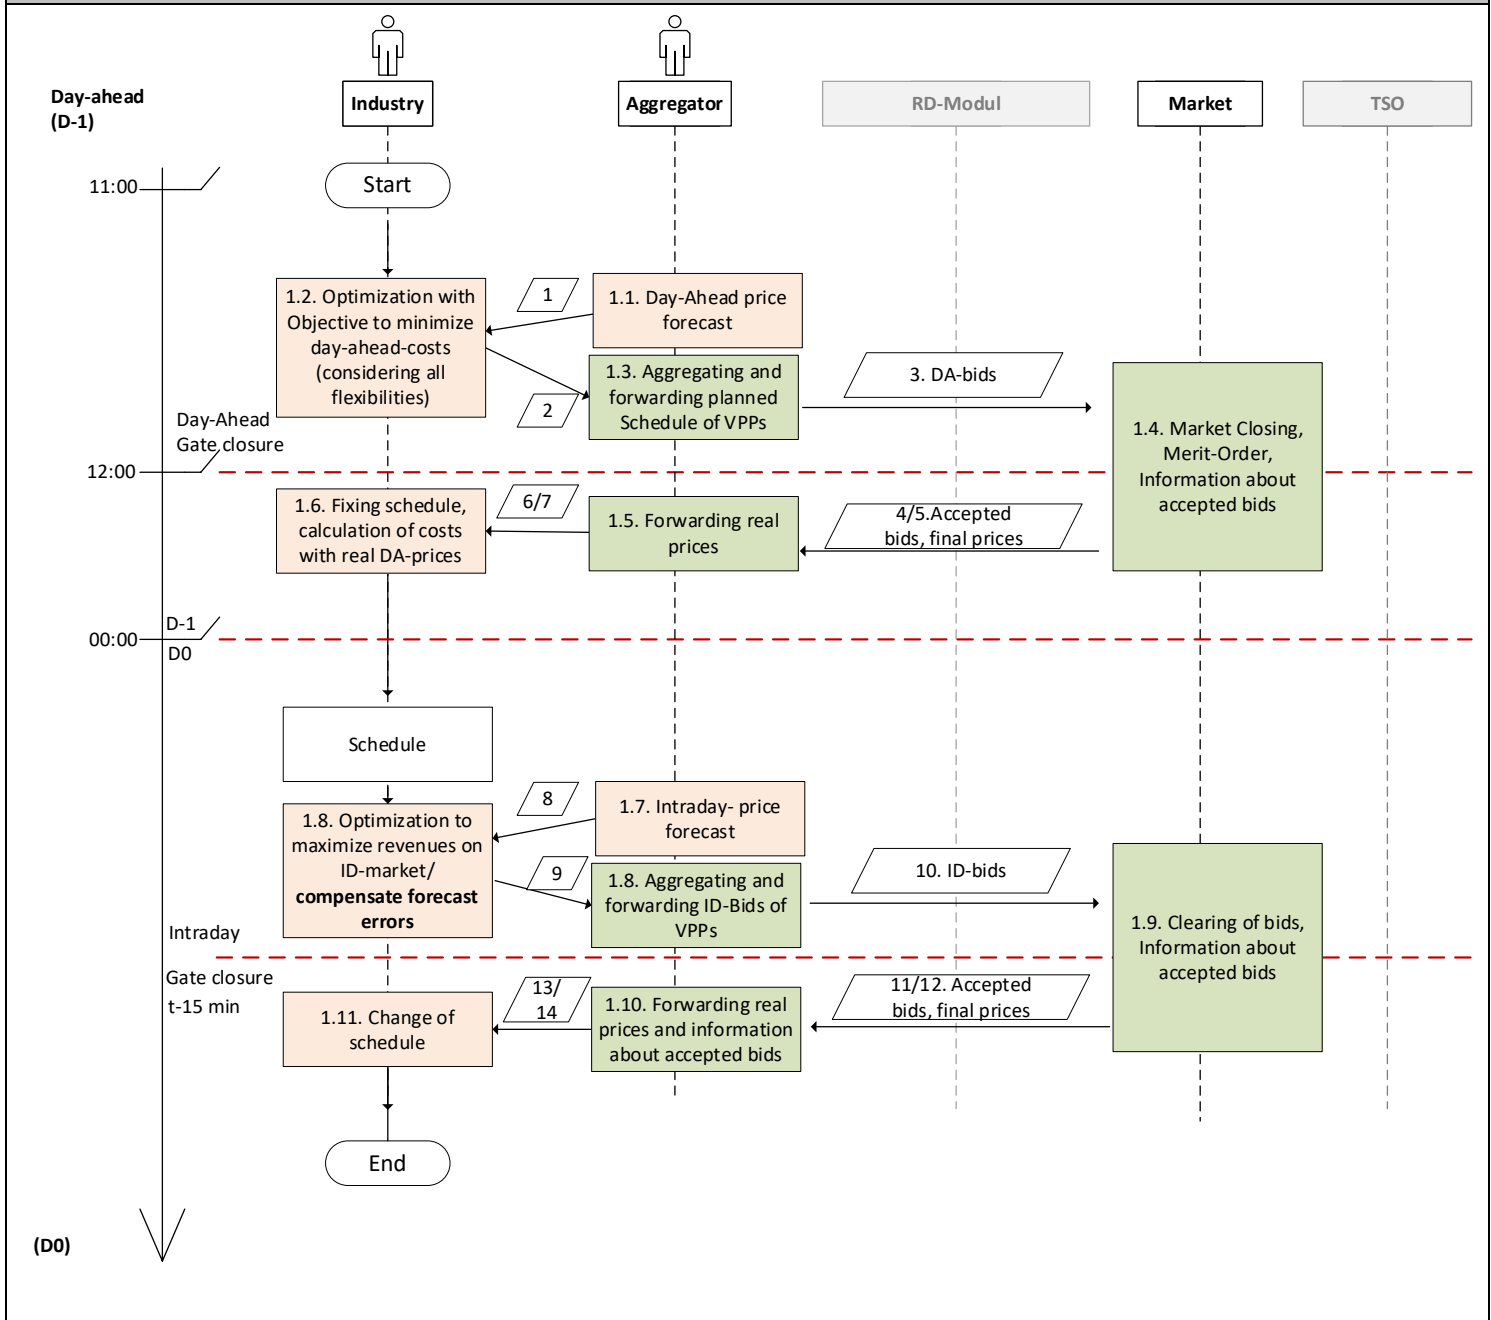 Day-ahead
(D-1)
Industry
Aggregator
RD-Modul
Market
TSO
11:00
Start
1.2. Optimization with
Objective to minimize
day-ahead-costs
(considering all
flexibilities)
1
1.1. Day-Ahead price
forecast
2
1.3. Aggregating and
forwarding planned
Schedule of VPPs
3. DA-bids
1.4. Market Closing,
Merit-Order,
Information about
accepted bids
Day-Ahead
Gate closure
12:00
1.6. Fixing schedule,
calculation of costs
with real DA-prices
6/7
1.5. Forwarding real
prices
4/5.Accepted
bids, final prices
D-1
00:00
D0
Schedule
1.8. Optimization to
maximize revenues on
ID-market/
compensate forecast
errors
8
1.7. Intraday- price
forecast
9
1.8. Aggregating and
forwarding ID-Bids of
VPPs
10. ID-bids
1.9. Clearing of bids,
Information about
accepted bids
Intraday
Gate closure
t-15 min
1.11. Change of
schedule
13/
14
1.10. Forwarding real
prices and information
about accepted bids
11/12. Accepted
bids, final prices
End
(D0)